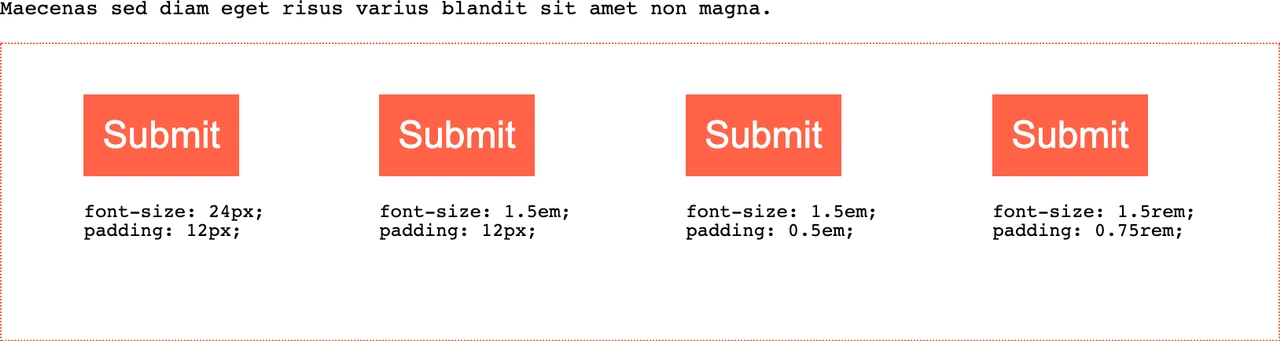 Maecenas sed diam eget risus varius blandit sit amet non magna.
Submit Submit Submit Submit
font-size: 24px; font-size: 1.5em; font-size: 1.5em; font-size: 1.5rem;
padding: 12px; padding: 12px; padding: 0.5em; padding: 0.75rem;